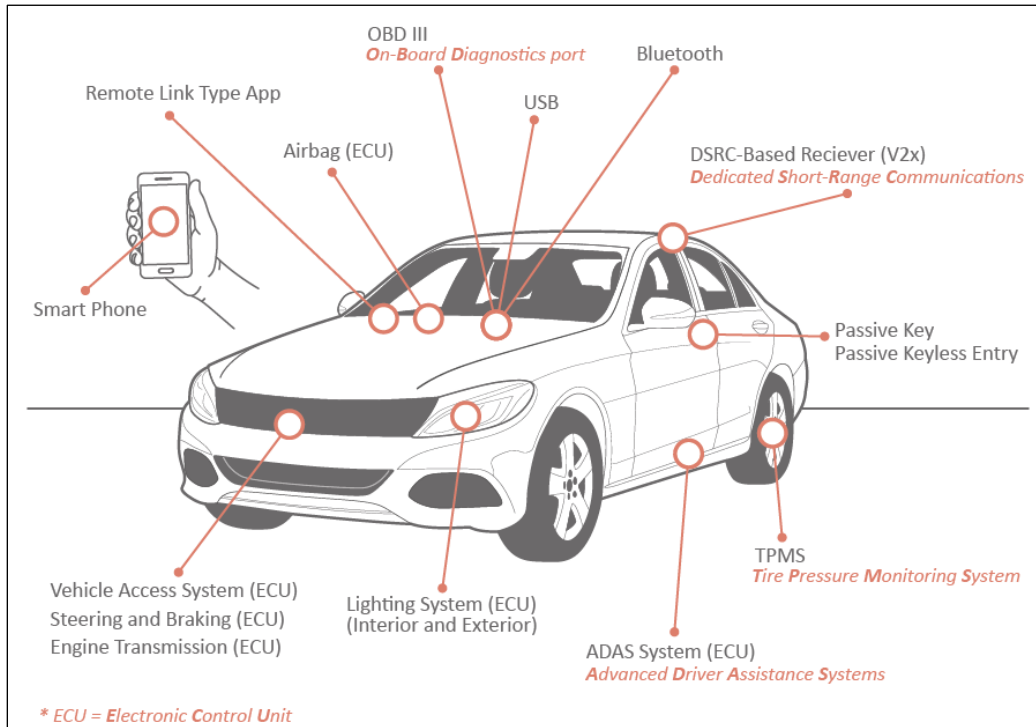 OBD III
On-Board Diagnostics port
Bluetooth
Remote Link Type App
USB
Airbag (ECU)
DSRC-Based Reciever (V2x)
Dedicated Short-Range Communications
Smart Phone
Passive Key
Passive Keyless Entry
TPMS
Tire Pressure Monitoring System
Vehicle Access System (ECU)
Steering and Braking (ECU)
Engine Transmission (ECU)
Lighting System (ECU)
(Interior and Exterior)
ADAS System (ECU)
Advanced Driver Assistance Systems
* ECU = Electronic Control Unit